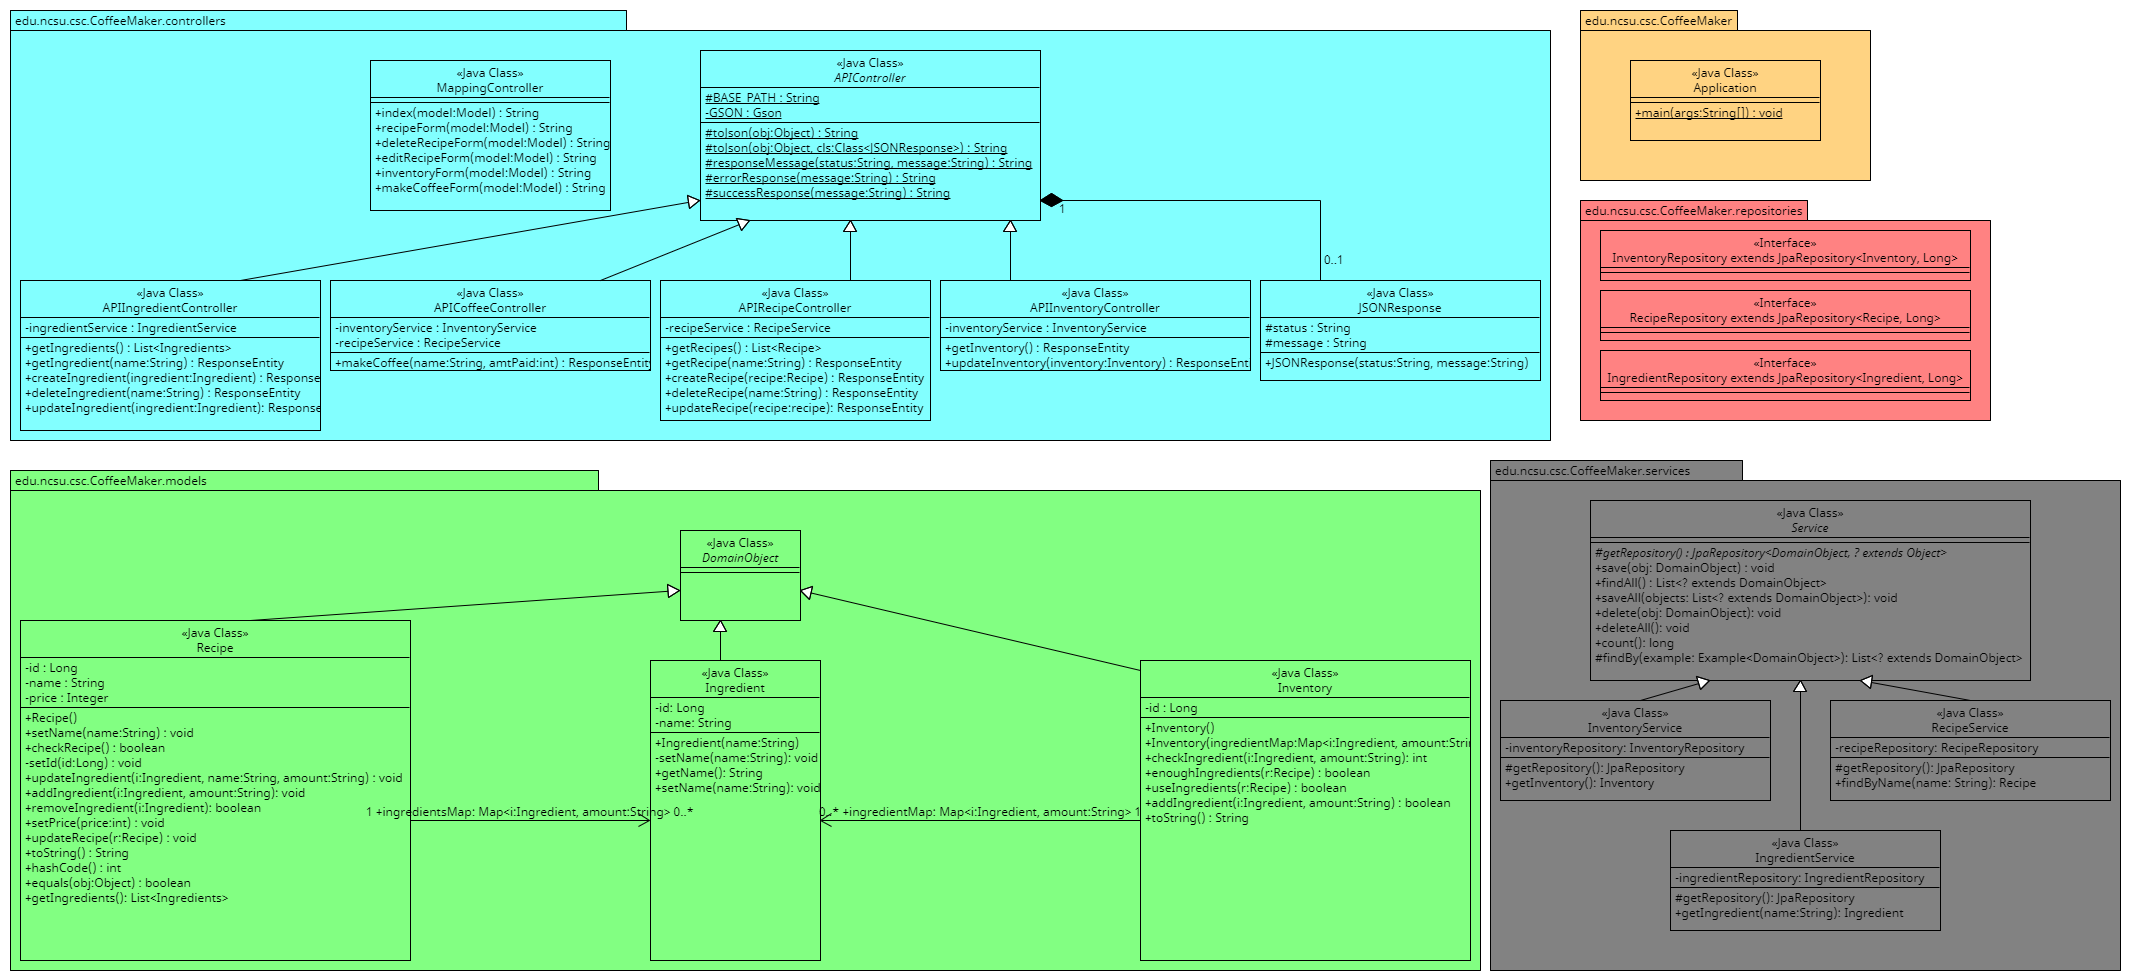 edu.ncsu.csc.CoffeeMaker.controllers
«Java Class»
MappingController
+index(model:Model) : String
+recipeForm(model:Model) : String
+deleteRecipeForm(model:Model) : String
+editRecipeForm(model:Model) : String
+inventoryForm(model:Model) : String
+makeCoffeeForm(model:Model) : String
«Java Class»
APIController
#BASE_PATH : String
-GSON : Gson
#toJson(obj:Object) : String
#toJson(obj:Object, cls:Class<JSONResponse>) : String
#responseMessage(status:String, message:String) : String
#errorResponse(message:String) : String
#successResponse(message:String) : String
1
0..1
«Java Class»
APIIngredientController
-ingredientService : IngredientService
+getIngredients() : List<Ingredients>
+getIngredient(name:String) : ResponseEntity
+createIngredient(ingredient:Ingredient) : Response
+deleteIngredient(name:String) : ResponseEntity
+updateIngredient(ingredient:Ingredient): Response
«Java Class»
APICoffeeController
-inventoryService : InventoryService
-recipeService : RecipeService
+makeCoffee(name:String, amtPaid:int) : ResponseEntity
«Java Class»
APIRecipeController
-recipeService : RecipeService
+getRecipes() : List<Recipe>
+getRecipe(name:String) : ResponseEntity
+createRecipe(recipe:Recipe) : ResponseEntity
+deleteRecipe(name:String) : ResponseEntity
+updateRecipe(recipe:recipe): ResponseEntity
«Java Class»
APIInventoryController
-inventoryService : InventoryService
+getInventory() : ResponseEntity
+updateInventory(inventory:Inventory) : ResponseEnt
«Java Class»
JSONResponse
#status : String
#message : String
+JSONResponse(status:String, message:String)
edu.ncsu.csc.CoffeeMaker
«Java Class»
Application
+main(args:String[]) : void
edu.ncsu.csc.CoffeeMaker.repositories
«Interface»
InventoryRepository extends JpaRepository<Inventory, Long>
«Interface»
RecipeRepository extends JpaRepository<Recipe, Long>
«Interface»
IngredientRepository extends JpaRepository<Ingredient, Long>
edu.ncsu.csc.CoffeeMaker.models
«Java Class»
DomainObject
«Java Class»
Recipe
-id : Long
-name : String
-price : Integer
+Recipe()
+setName(name:String) : void
+checkRecipe() : boolean
-setId(id:Long) : void
+updateIngredient(i:Ingredient, name:String, amount:String) : void
+addIngredient(i:Ingredient, amount:String): void
+removeIngredient(i:Ingredient): boolean
+setPrice(price:int) : void
+updateRecipe(r:Recipe) : void
+toString() : String
+hashCode() : int
+equals(obj:Object) : boolean
+getIngredients(): List<Ingredients>
1 +ingredientsMap: Map<i:Ingredient, amount:String> 0..*
«Java Class»
Ingredient
-id: Long
-name: String
+Ingredient(name:String)
-setName(name:String): void
+getName(): String
+setName(name:String): void
0..* +ingredientMap: Map<i:Ingredient, amount:String> 1
«Java Class»
Inventory
-id : Long
+Inventory()
+Inventory(ingredientMap:Map<i:Ingredient, amount:Stri
+checkIngredient(i:Ingredient, amount:String): int
+enoughIngredients(r:Recipe) : boolean
+useIngredients(r:Recipe) : boolean
+addIngredient(i:Ingredient, amount:String) : boolean
+toString() : String
edu.ncsu.csc.CoffeeMaker.services
«Java Class»
Service
#getRepository() : JpaRepository<DomainObject, ? extends Object>
+save(obj: DomainObject) : void
+findAll() : List<? extends DomainObject>
+saveAll(objects: List<? extends DomainObject>): void
+delete(obj: DomainObject): void
+deleteAll(): void
+count(): long
#findBy(example: Example<DomainObject>): List<? extends DomainObject>
«Java Class»
InventoryService
-inventoryRepository: InventoryRepository
#getRepository(): JpaRepository
+getInventory(): Inventory
«Java Class»
RecipeService
-recipeRepository: RecipeRepository
#getRepository(): JpaRepository
+findByName(name: String): Recipe
«Java Class»
IngredientService
-ingredientRepository: IngredientRepository
#getRepository(): JpaRepository
+getIngredient(name:String): Ingredient